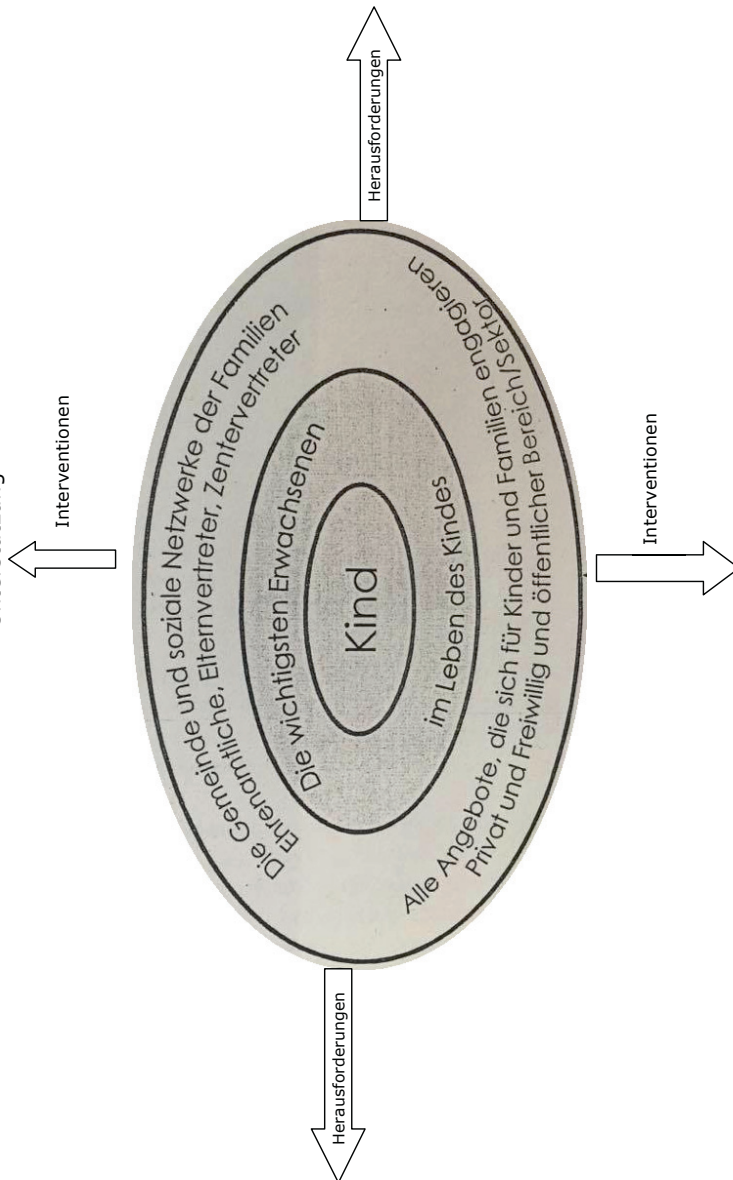 Interventionen
Herausforderungen
Die Gemeinde und soziale Netzwerke der Familien
Ehrenamtliche, Elternvertreter, Zentervertreter
Die wichtigsten Erwachsenen
Kind
im Leben des Kindes
Alle Angebote, die sich für Kinder und Familien engagieren
Privat und Freiwillig und öffentlicher Bereich/Sektor
Herausforderungen
Interventionen